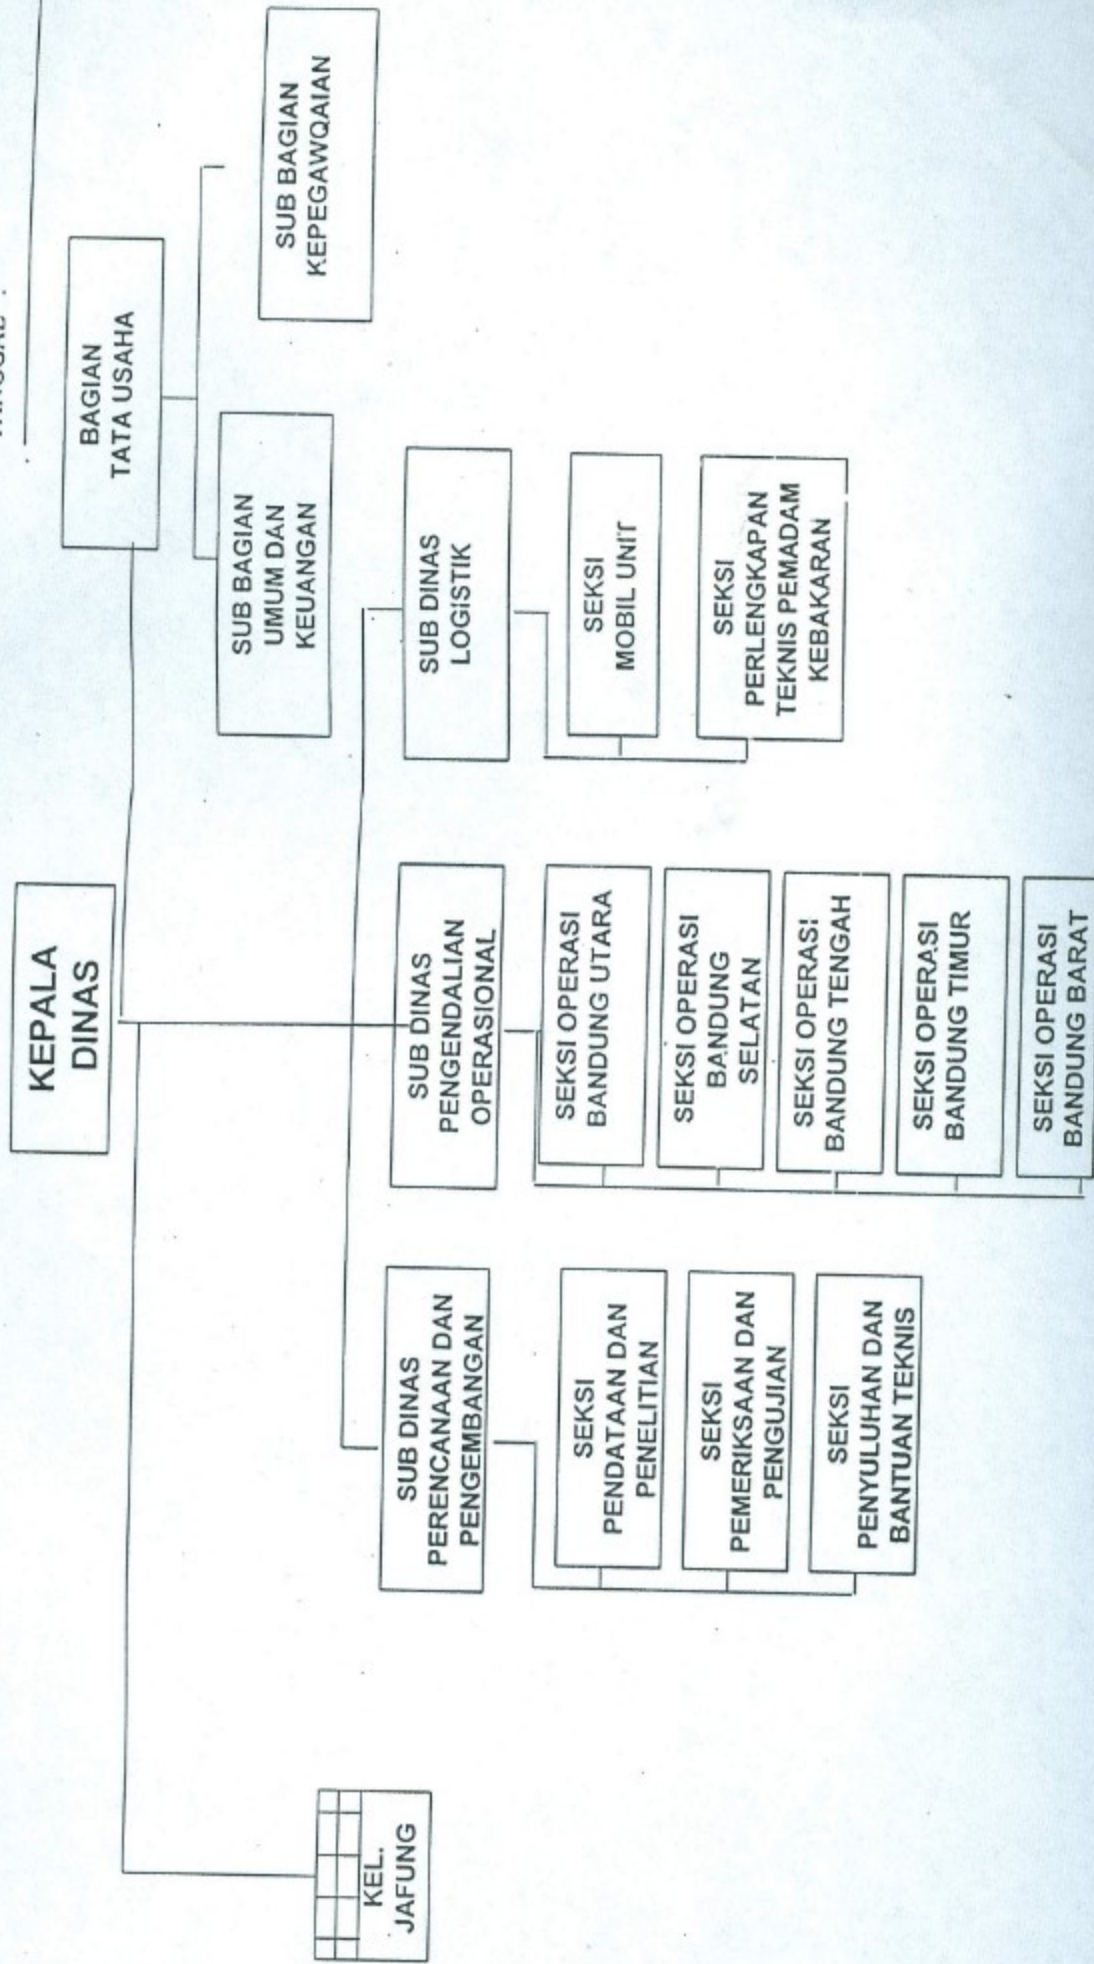 KEPALA
DINAS
BAGIAN
TATA USAHA
SUB BAGIAN
UMUM DAN
KEUANGAN
SUB BAGIAN
KEPEGAWQAIAN
KEL.
JAFUNG
SUB DINAS
PERENCANAAN DAN
PENGEMBANGAN
SEKSI
PENDATAAN DAN
PENELITIAN
SEKSI
PEMERIKSAAN DAN
PENGUJIAN
SEKSI
PENYULUHAN DAN
BANTUAN TEKNIS
SUB DINAS
PENGENDALIAN
OPERASIONAL
SEKSI OPERASI
BANDUNG UTARA
SEKSI OPERASI
BANDUNG
SELATAN
SEKSI OPERASI
BANDUNG TENGAH
SEKSI OPERASI
BANDUNG TIMUR
SEKSI OPERASI
BANDUNG BARAT
SUB DINAS
LOGISTIK
SEKSI
MOBIL UNIT
SEKSI
PERLENGKAPAN
TEKNIS PEMADAM
KEBAKARAN